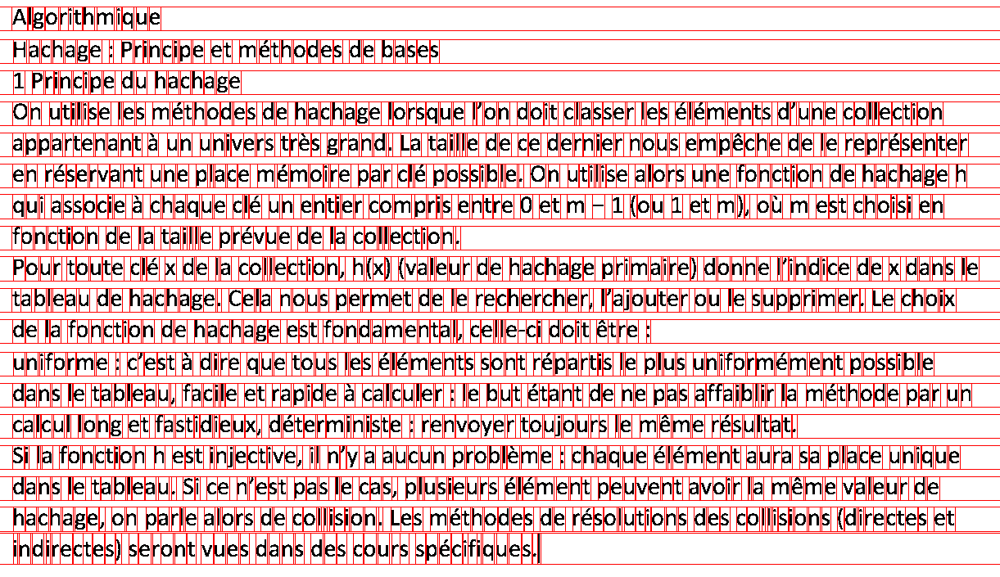 Algorithmique
Hachage : Principe et méthodes de bases
1 Principe du hachage
On utilise les méthodes de hachage lorsque l’on doit classer les éléments d’une collection
appartenant à un univers très grand. La taille de ce dernier nous empêche de le représenter
en réservant une place mémoire par clé possible. On utilise alors une fonction de hachage h
qui associe à chaque clé un entier compris entre 0 et m – 1 (ou 1 et m), où m est choisi en
fonction de la taille prévue de la collection.
Pour toute clé x de la collection, h(x) (valeur de hachage primaire) donne l’indice de x dans le
tableau de hachage. Cela nous permet de le rechercher, l’ajouter ou le supprimer. Le choix
de la fonction de hachage est fondamental, celle-ci doit être :
uniforme : c’est à dire que tous les éléments sont répartis le plus uniformément possible
dans le tableau, facile et rapide à calculer : le but étant de ne pas affaiblir la méthode par un
calcul long et fastidieux, déterministe : renvoyer toujours le même résultat.
Si la fonction h est injective, il n’y a aucun problème : chaque élément aura sa place unique
dans le tableau. Si ce n’est pas le cas, plusieurs élément peuvent avoir la même valeur de
hachage, on parle alors de collision. Les méthodes de résolutions des collisions (directes et
indirectes) seront vues dans des cours spécifiques.